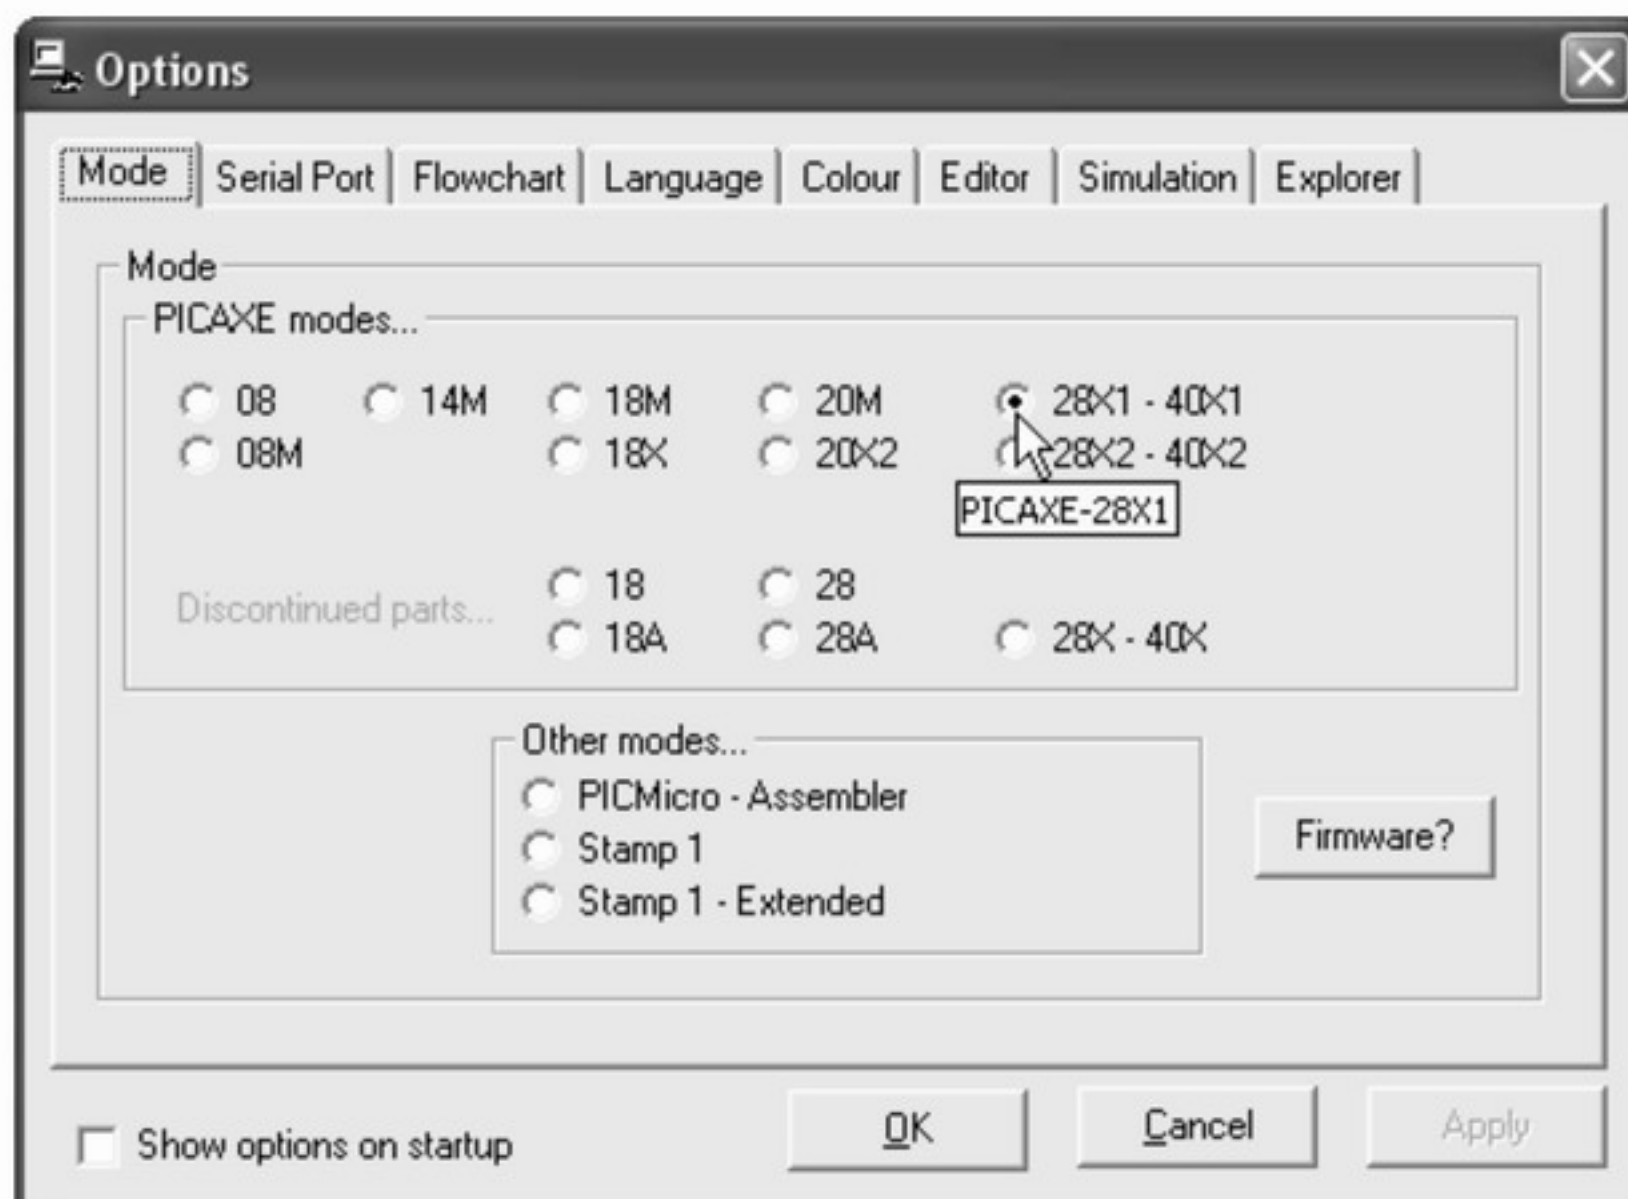 Options
Mode Serial Port Flowchart Language Colour Editor Simulation Explorer
Mode
PICAXE modes...
08 14M 18M 20M 28X1 - 40X1
08M 18X 20X2 28X2 - 40X2
PICAXE-28X1
18 28
Discontinued parts...
18A 28A 28X - 40X
Other modes...
PICMicro - Assembler
Stamp 1
Stamp 1 - Extended
Firmware?
Show options on startup
OK Cancel Apply